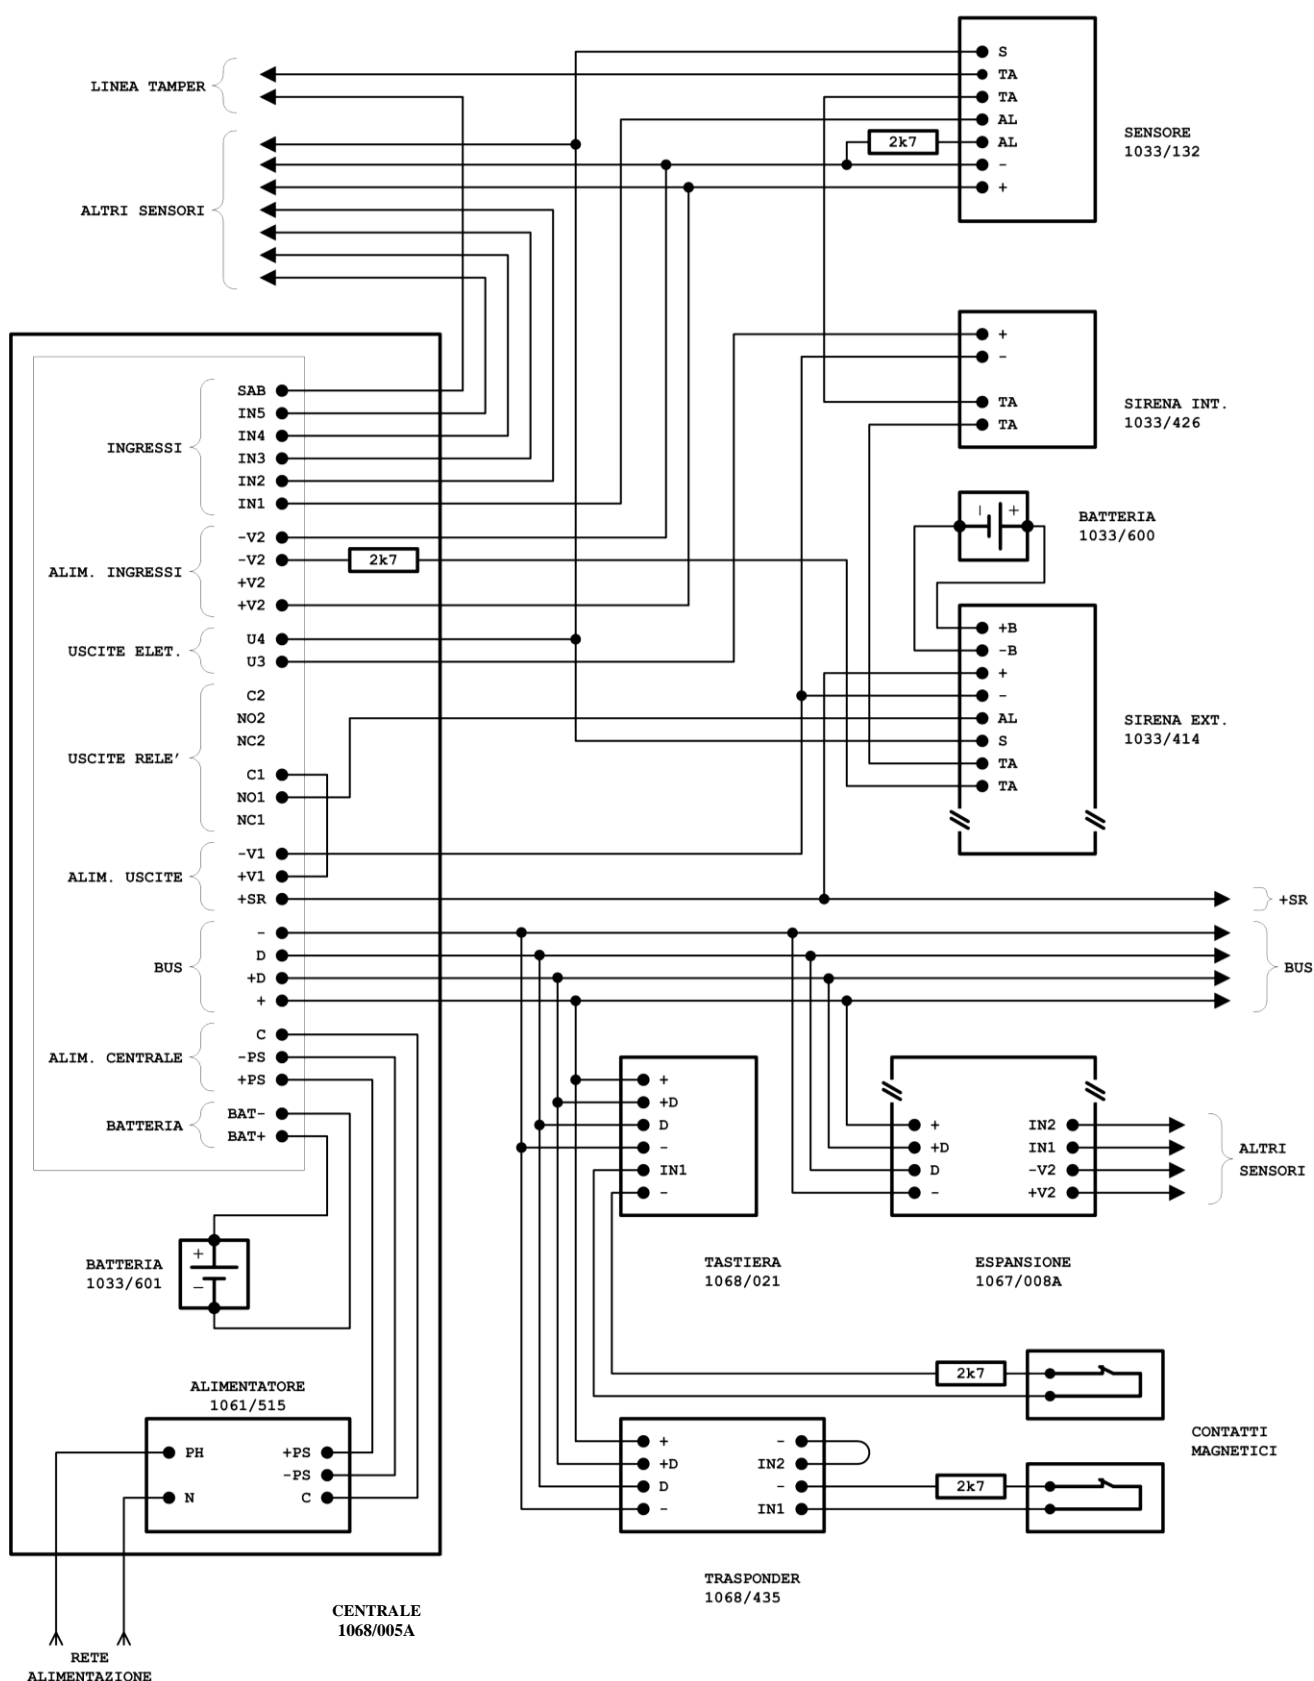 S
LINEA TAMPER
TA
TA
AL
2k7
AL
-
+
SENSORE
1033/132
ALTRI SENSORI
+
-
TA
TA
SIRENA INT.
1033/426
INGRESSI
SAB
IN5
IN4
IN3
IN2
IN1
ALIM. INGRESSI
-V2
-V2
+V2
+V2
2k7
- +
BATTERIA
1033/600
USCITE ELET.
U4
U3
+B
-B
+
-
AL
S
TA
TA
SIRENA EXT.
1033/414
USCITE RELE'
C2
NO2
NC2
C1
NO1
NC1
ALIM. USCITE
-V1
+V1
+SR
+SR
BUS
-
D
+D
+
BUS
ALIM. CENTRALE
C
-PS
+PS
BATTERIA
BAT-
BAT+
+
+D
D
-
IN1
-
TASTIERA
1068/021
+
+D
D
-
IN2
IN1
-V2
+V2
ALTRI
SENSORI
ESPANSIONE
1067/008A
BATTERIA
1033/601
+
-
2k7
ALIMENTATORE
1061/515
PH
N
+PS
-PS
C
CONTATTI
MAGNETICI
+
+D
D
-
-
IN2
-
IN1
2k7
TRASPONDER
1068/435
CENTRALE
1068/005A
RETE
ALIMENTAZIONE